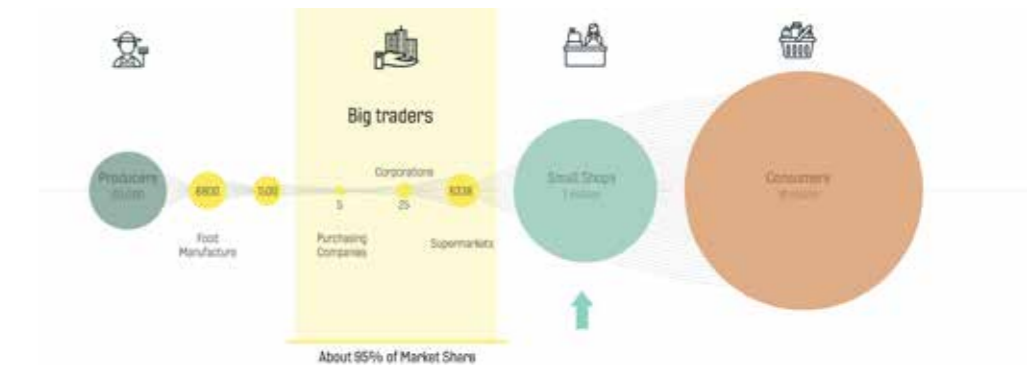 Big traders
Producers
Corporations
Small Shops
Consumers
6800
5
25
Food
Manufacture
Purchasing
Companies
Supermarkets
About 95% of Market Share